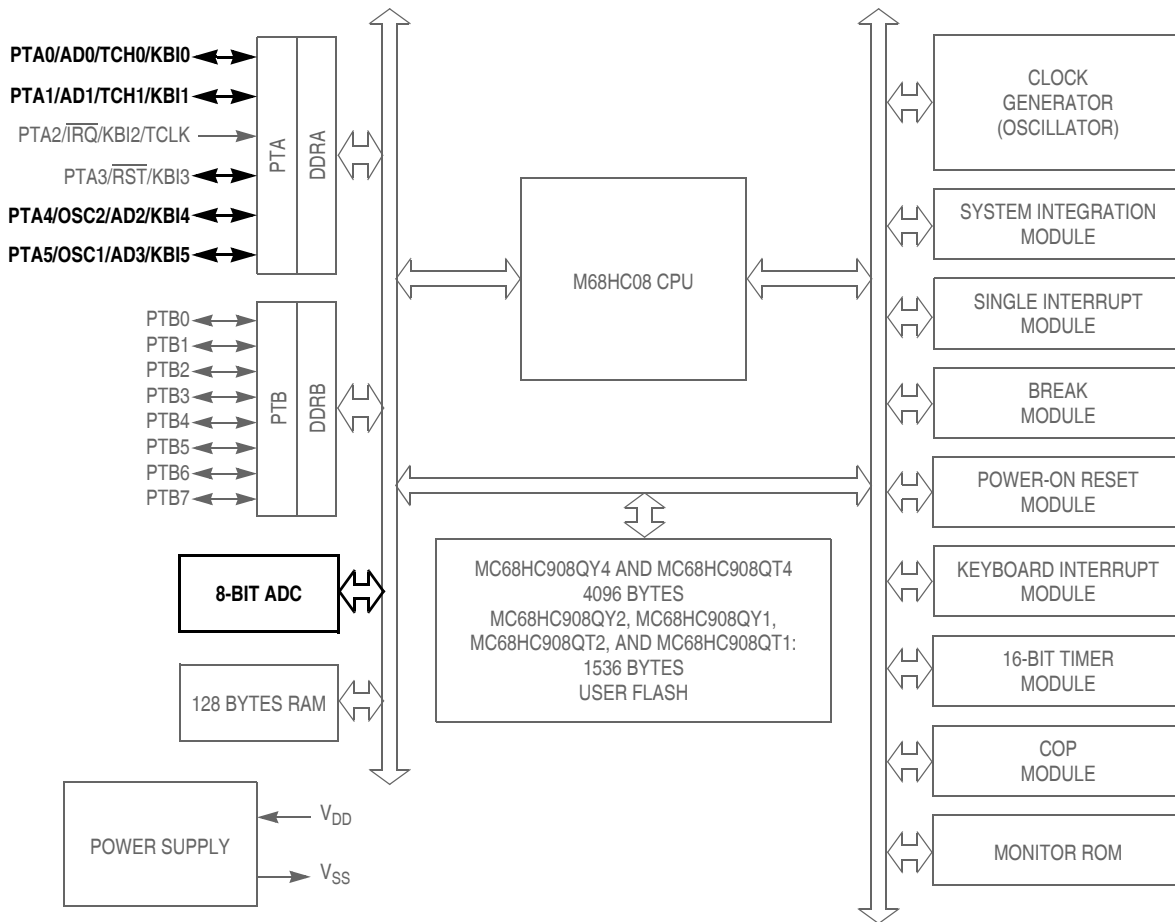 PTA0/AD0/TCH0/KBI0
PTA1/AD1/TCH1/KBI1
PTA2/IRQ/KBI2/TCLK
PTA3/RST/KBI3
PTA4/OSC2/AD2/KBI4
PTA5/OSC1/AD3/KBI5
PTA
DDRA
PTB0
PTB1
PTB2
PTB3
PTB4
PTB5
PTB6
PTB7
PTB
DDRB
8-BIT ADC
128 BYTES RAM
POWER SUPPLY
VDD
VSS
M68HC08 CPU
MC68HC908QY4 AND MC68HC908QT4
4096 BYTES
MC68HC908QY2, MC68HC908QY1,
MC68HC908QT2, AND MC68HC908QT1:
1536 BYTES
USER FLASH
CLOCK
GENERATOR
(OSCILLATOR)
SYSTEM INTEGRATION
MODULE
SINGLE INTERRUPT
MODULE
BREAK
MODULE
POWER-ON RESET
MODULE
KEYBOARD INTERRUPT
MODULE
16-BIT TIMER
MODULE
COP
MODULE
MONITOR ROM